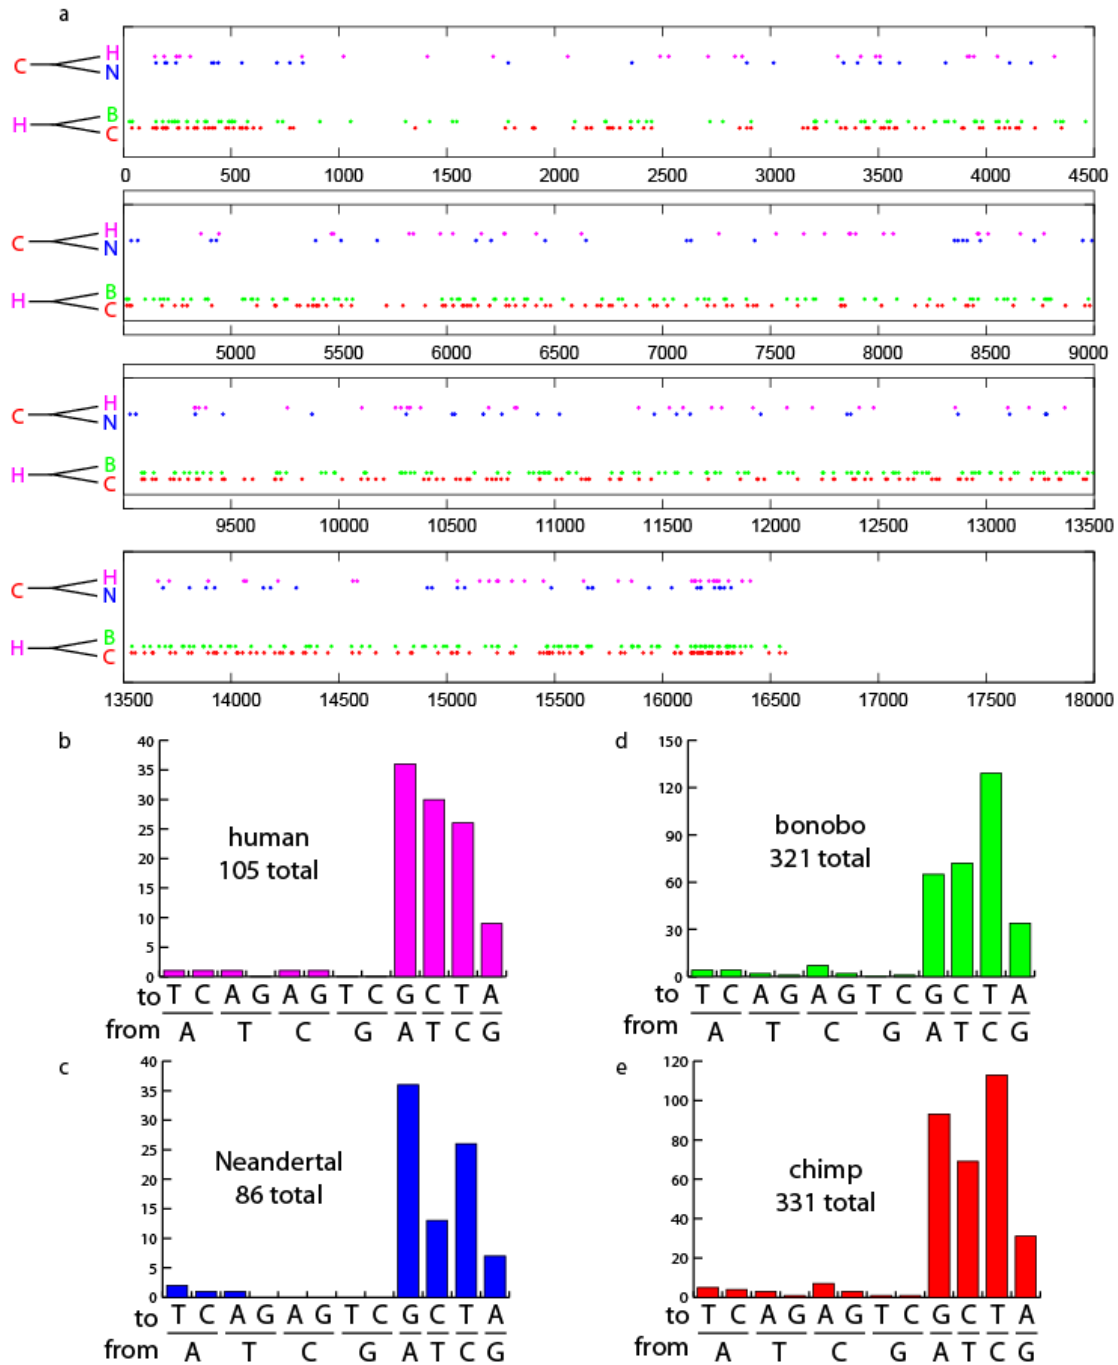 a
H
C
N
B
H
C
0 500 1000 1500 2000 2500 3000 3500 4000 4500
H
C
N
B
H
C
5000 5500 6000 6500 7000 7500 8000 8500 9000
H
C
N
B
H
C
9500 10000 10500 11000 11500 12000 12500 13000 13500
H
C
N
B
H
C
13500 14000 14500 15000 15500 16000 16500 17000 17500 18000
b
40
35
30
25
20
15
10
5
0
human
105 total
to T C A G A G T C G C T A
from A T C G A T C G
d
150
120
90
60
30
0
bonobo
321 total
to T C A G A G T C G C T A
from A T C G A T C G
c
40
35
30
25
20
15
10
5
0
Neandertal
86 total
to T C A G A G T C G C T A
from A T C G A T C G
e
120
100
80
60
40
20
0
chimp
331 total
to T C A G A G T C G C T A
from A T C G A T C G